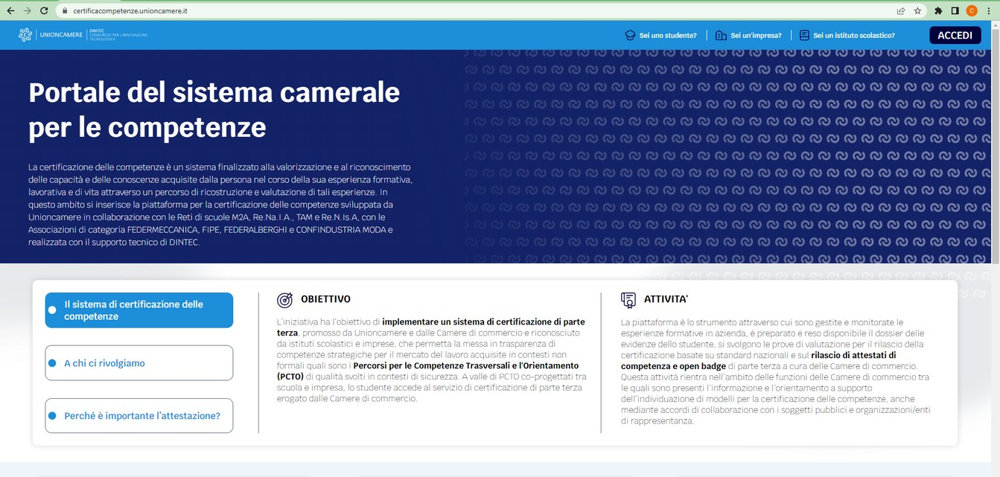 certificacompetenze.unioncamere.it
C
UNIONCAMERE
DINTEC
CONSORZIO PER L'INNOVAZIONE
TECNOLOGICA
Sei uno studente?
Sei un'impresa?
Sei un istituto scolastico?
ACCEDI
Portale del sistema camerale
per le competenze
La certificazione delle competenze è un sistema finalizzato alla valorizzazione e al riconoscimento
delle capacità e delle conoscenze acquisite dalla persona nel corso della sua esperienza formativa,
lavorativa e di vita attraverso un percorso di ricostruzione e valutazione di tali esperienze. In
questo ambito si inserisce la piattaforma per la certificazione delle competenze sviluppata da
Unioncamere in collaborazione con le Reti di scuole M2A, Re.Na.I.A., TAM e Re.N.Is.A, con le
Associazioni di categoria FEDERMECCANICA, FIPE, FEDERALBERGHI e CONFINDUSTRIA MODA e
realizzata con il supporto tecnico di DINTEC.
Il sistema di certificazione delle
competenze
A chi ci rivolgiamo
Perché è importante l'attestazione?
OBIETTIVO
L'iniziativa ha l'obiettivo di implementare un sistema di certificazione di parte
terza, promosso da Unioncamere e dalle Camere di commercio e riconosciuto
da istituti scolastici e imprese, che permetta la messa in trasparenza di
competenze strategiche per il mercato del lavoro acquisite in contesti non
formali quali sono i Percorsi per le Competenze Trasversali e l'Orientamento
(PCTO) di qualità svolti in contesti di sicurezza. A valle di PCTO co-progettati tra
scuola e impresa, lo studente accede al servizio di certificazione di parte terza
erogato dalle Camere di commercio.
ATTIVITA'
La piattaforma è lo strumento attraverso cui sono gestite e monitorate le
esperienze formative in azienda, è preparato e reso disponibile il dossier delle
evidenze dello studente, si svolgono le prove di valutazione per il rilascio della
certificazione basate su standard nazionali e sul rilascio di attestati di
competenza e open badge di parte terza a cura delle Camere di commercio.
Questa attività rientra nell'ambito delle funzioni delle Camere di commercio tra
le quali sono presenti l'informazione e l'orientamento a supporto
dell'individuazione di modelli per la certificazione delle competenze, anche
mediante accordi di collaborazione con i soggetti pubblici e organizzazioni/enti
di rappresentanza.